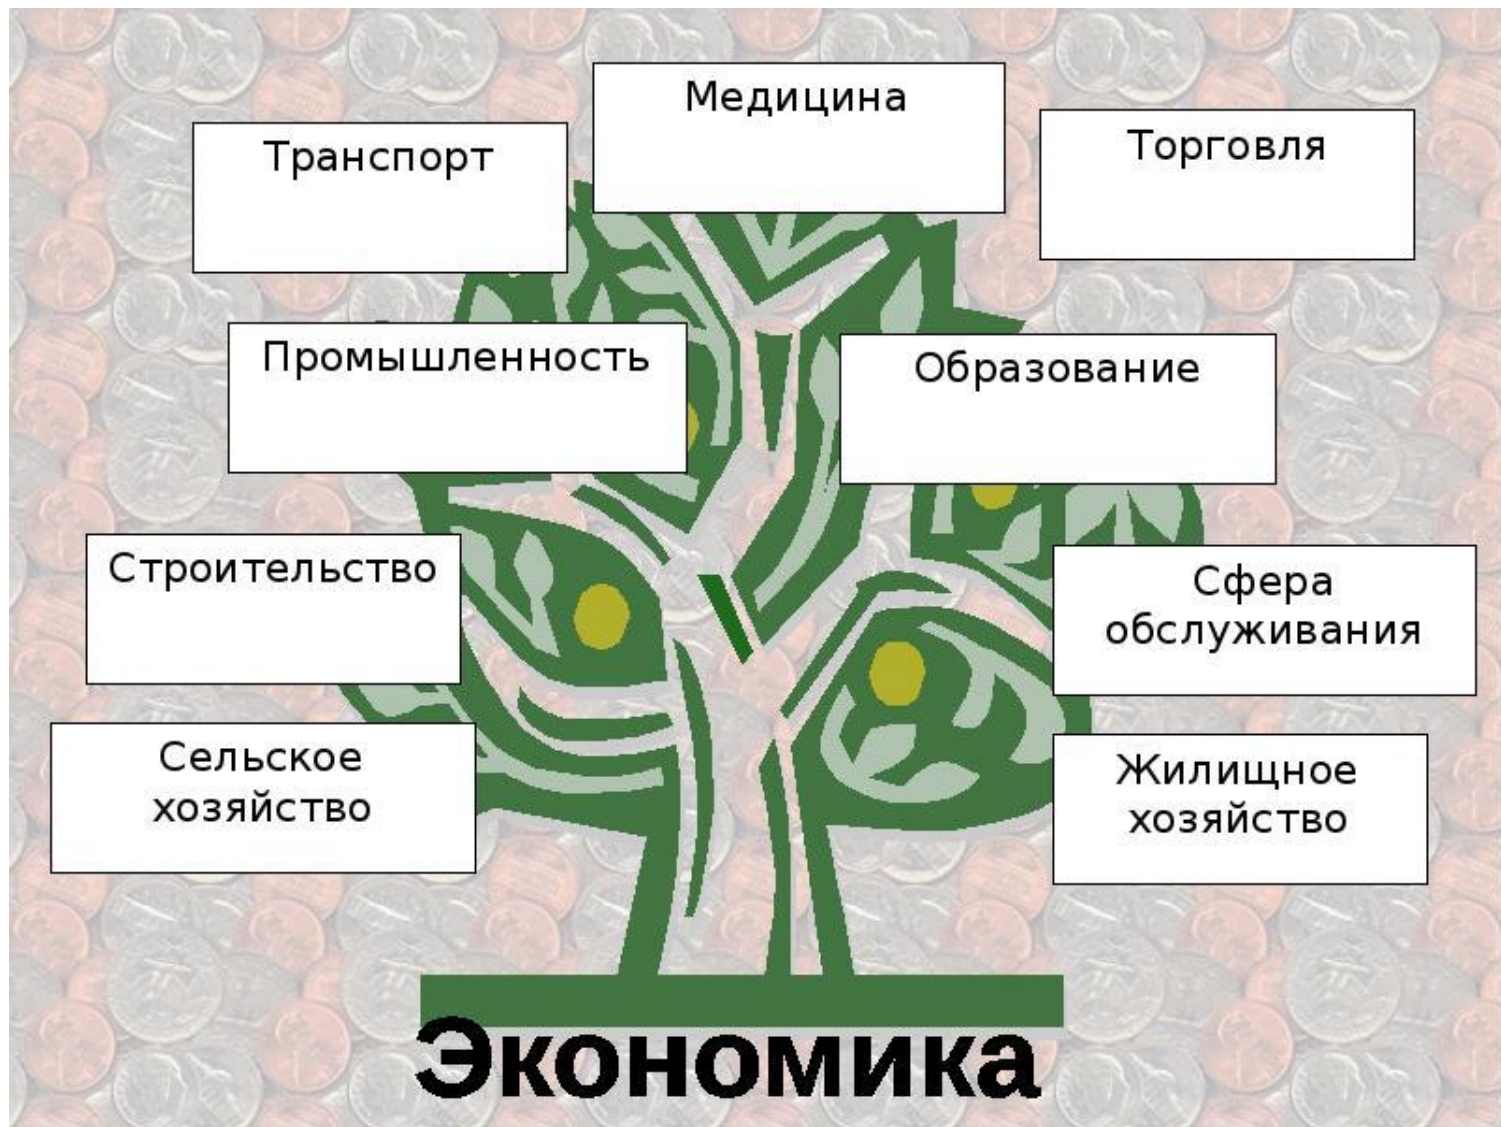 Медицина
Транспорт
Торговля
Промышленность
Образование
Строительство
Сфера
обслуживания
Сельское
хозяйство
Жилищное
хозяйство
Экономика